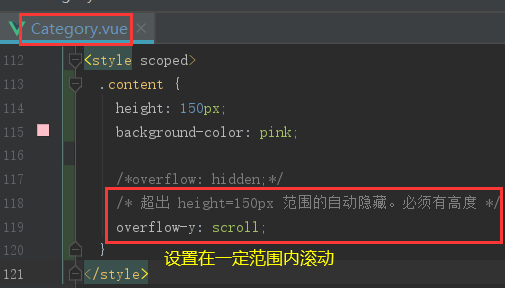 Category.vue
112 <style scoped>
113 .content {
114 height: 150px;
115 background-color: pink;
116
117 /*overflow: hidden;*/
118 /* 超出 height=150px 范围的自动隐藏。必须有高度 */
119 overflow-y: scroll;
120 }
设置在一定范围内滚动
121 </style>